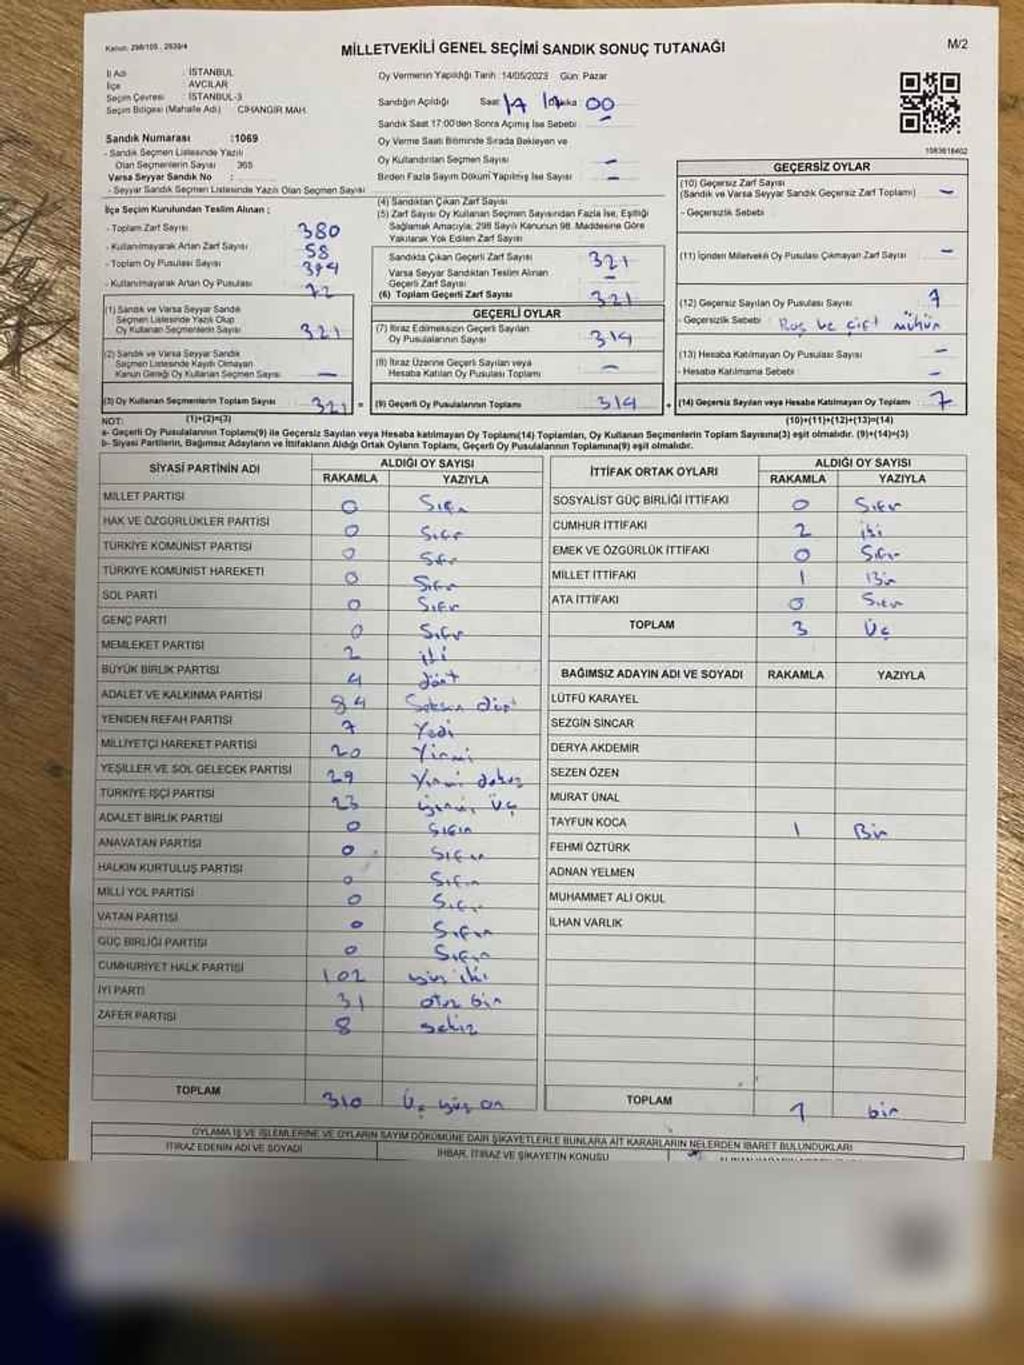 Kanun: 298/105 , 2839/4
MİLLETVEKİLİ GENEL SEÇİMİ SANDIK SONUÇ TUTANAĞI
M/2
İl Adı : İSTANBUL
İlçe : AVCILAR
Seçim Çevresi : İSTANBUL-3
Seçim Bölgesi (Mahalle Adı) CİHANGİR MAH.
Sandık Numarası :1069
- Sandık Seçmen Listesinde Yazılı
Olan Seçmenlerin Sayısı 365
Varsa Seyyar Sandık No :
- Seyyar Sandık Listesinde Yazılı Olan Seçmen Sayısı
Oy Vermenin Yapıldığı Tarih :14/05/2023 Gün: Pazar
Sandığın Açıldığı Saat 17 Dakika 00
Sandık Saat 17:00'den Sonra Açımış İse Sebebi
Oy Verme Saati Bitiminde Sırada Bekleyen ve
Oy Kullandırılan Seçmen Sayısı –
Birden Fazla Sayım Döküm Yapılmış İse Sayısı –
1083618402
İlçe Seçim Kurulundan Teslim Alınan :
- Toplam Zarf Sayısı 380
- Kullanılmayarak Artan Zarf Sayısı 58
- Toplam Oy Pusulası Sayısı 394
- Kullanılmayarak Artan Oy Pusulası 72
(1) Sandık ve Varsa Seyyar Sandık
Seçmen Listesinde Yazılı Olup
Oy Kullanan Seçmenlerin Sayısı 321
(2) Sandık ve Varsa Seyyar Sandık
Seçmen Listesinde Kayıtlı Olmayan
Kanun Gereği Oy Kullanan Seçmen Sayısı –
(3) Oy Kullanan Seçmenlerin Toplam Sayısı 321 =
(1)+(2)=(3)
(4) Sandıktan Çıkan Zarf Sayısı
(5) Zarf Sayısı Oy Kullanan Seçmen Sayısından Fazla İse, Eşitliği
Sağlamak Amacıyla; 298 Sayılı Kanunun 98. Maddesine Göre
Yakılarak Yok Edilen Zarf Sayısı
Sandıkta Çıkan Geçerli Zarf Sayısı 321
Varsa Seyyar Sandıktan Teslim Alınan
Geçerli Zarf Sayısı –
(6) Toplam Geçerli Zarf Sayısı 321
GEÇERLİ OYLAR
(7) İtiraz Edilmeksizin Geçerli Sayılan
Oy Pusulalarının Sayısı 314
(8) İtiraz Üzerine Geçerli Sayılan veya
Hesaba Katılan Oy Pusulası Toplamı –
(9) Geçerli Oy Pusulalarının Toplamı 314 +
GEÇERSİZ OYLAR
(10) Geçersiz Zarf Sayısı
(Sandık ve Varsa Seyyar Sandık Geçersiz Zarf Toplamı) –
- Geçersizlik Sebebi
(11) İçinden Milletvekili Oy Pusulası Çıkmayan Zarf Sayısı –
(12) Geçersiz Sayılan Oy Pusulası Sayısı 7
- Geçersizlik Sebebi Boş ve çift mühür
(13) Hesaba Katılmayan Oy Pusulası Sayısı –
- Hesaba Katılmama Sebebi –
(14) Geçersiz Sayılan veya Hesaba Katılmayan Oy Toplamı 7
(10)+(11)+(12)+(13)=(14)
NOT:
a- Geçerli Oy Pusulalarının Toplamı(9) ile Geçersiz Sayılan veya Hesaba katılmayan Oy Toplamı(14) Toplamları, Oy Kullanan Seçmenlerin Toplam Sayısına(3) eşit olmalıdır. (9)+(14)=(3)
b- Siyasi Partilerin, Bağımsız Adayların ve İttifakların Aldığı Ortak Oyların Toplamı, Geçerli Oy Pusulalarının Toplamına(9) eşit olmalıdır.
SİYASİ PARTİNİN ADI ALDIĞI OY SAYISI
RAKAMLA YAZIYLA
MİLLET PARTİSİ 0 Sıfır
HAK VE ÖZGÜRLÜKLER PARTİSİ 0 Sıfır
TÜRKİYE KOMÜNİST PARTİSİ 0 Sıfır
TÜRKİYE KOMÜNİST HAREKETİ 0 Sıfır
SOL PARTİ 0 Sıfır
GENÇ PARTİ 0 Sıfır
MEMLEKET PARTİSİ 2 iki
BÜYÜK BİRLİK PARTİSİ 4 dört
ADALET VE KALKINMA PARTİSİ 84 Seksen dört
YENİDEN REFAH PARTİSİ 7 Yedi
MİLLİYETÇİ HAREKET PARTİSİ 20 Yirmi
YEŞİLLER VE SOL GELECEK PARTİSİ 29 Yirmi dokuz
TÜRKİYE İŞÇİ PARTİSİ 23 yirmi üç
ADALET BİRLİK PARTİSİ 0 sıfır
ANAVATAN PARTİSİ 0 Sıfır
HALKIN KURTULUŞ PARTİSİ 0 Sıfır
MİLLİ YOL PARTİSİ 0 Sıfır
VATAN PARTİSİ 0 Sıfır
GÜÇ BİRLİĞİ PARTİSİ 0 Sıfır
CUMHURİYET HALK PARTİSİ 102 yüz iki
İYİ PARTİ 31 otuz bir
ZAFER PARTİSİ 8 sekiz
TOPLAM 310 Üç yüz on
İTTİFAK ORTAK OYLARI ALDIĞI OY SAYISI
RAKAMLA YAZIYLA
SOSYALİST GÜÇ BİRLİĞİ İTTİFAKI 0 Sıfır
CUMHUR İTTİFAKI 2 iki
EMEK VE ÖZGÜRLÜK İTTİFAKI 0 Sıfır
MİLLET İTTİFAKI 1 Bir
ATA İTTİFAKI 0 Sıfır
TOPLAM 3 Üç
BAĞIMSIZ ADAYIN ADI VE SOYADI RAKAMLA YAZIYLA
LÜTFÜ KARAYEL
SEZGİN SİNCAR
DERYA AKDEMİR
SEZEN ÖZEN
MURAT ÜNAL
TAYFUN KOCA 1 Bir
FEHMİ ÖZTÜRK
ADNAN YELMEN
MUHAMMET ALİ OKUL
İLHAN VARLIK
TOPLAM 1 bir
OYLAMA İŞ VE İŞLEMLERİNE VE OYLARIN SAYIM DÖKÜMÜNE DAİR ŞİKAYETLERLE BUNLARA AİT KARARLARIN NELERDEN İBARET BULUNDUKLARI
İTİRAZ EDENİN ADI VE SOYADI İHBAR, İTİRAZ VE ŞİKAYETİN KONUSU